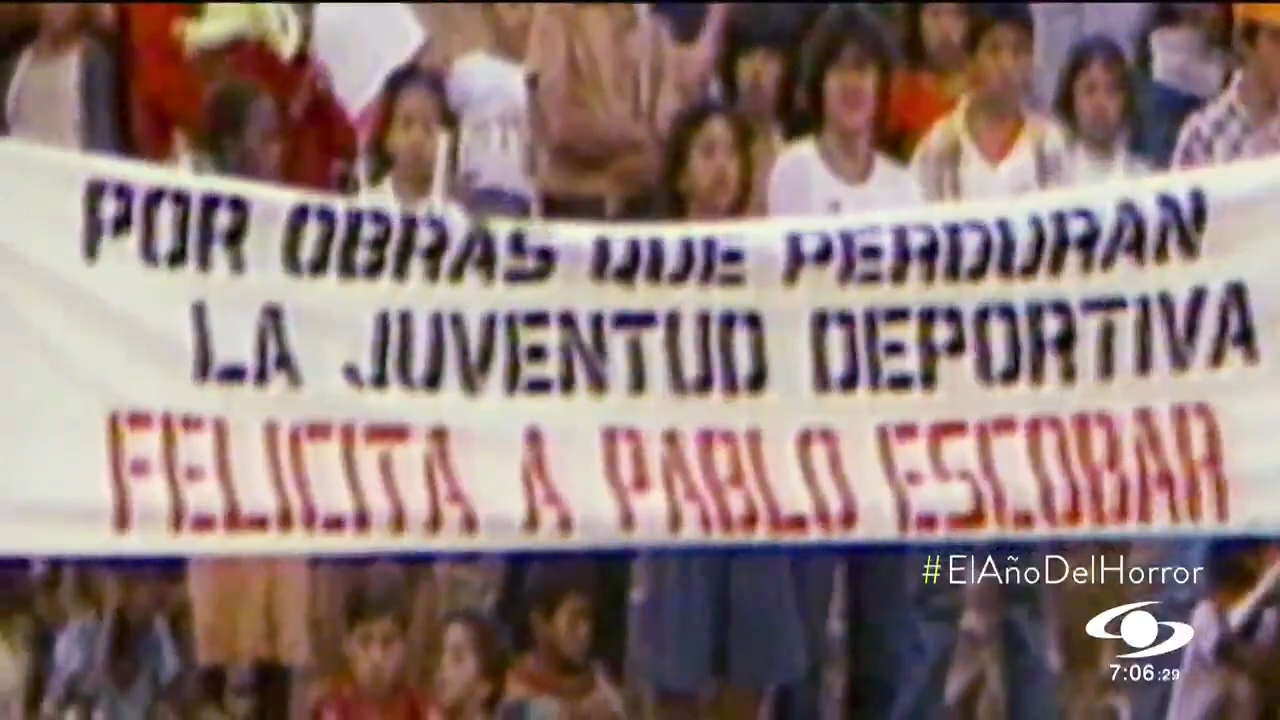 POR OBRAS QUE PERDURAN
LA JUVENTUD DEPORTIVA
FELICITA A PABLO ESCOBAR
#ElAñoDelHorror
7:06:29